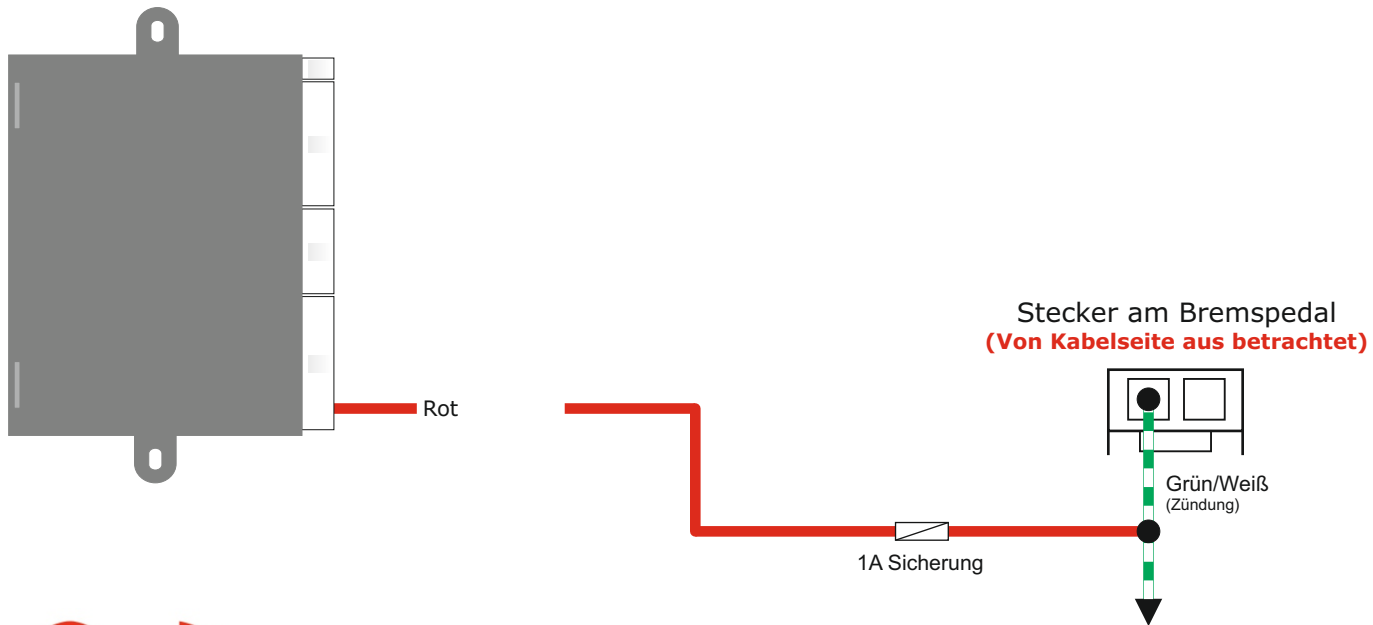 Stecker am Bremspedal
(Von Kabelseite aus betrachtet)
Rot
Grün/Weiß
(Zündung)
1A Sicherung